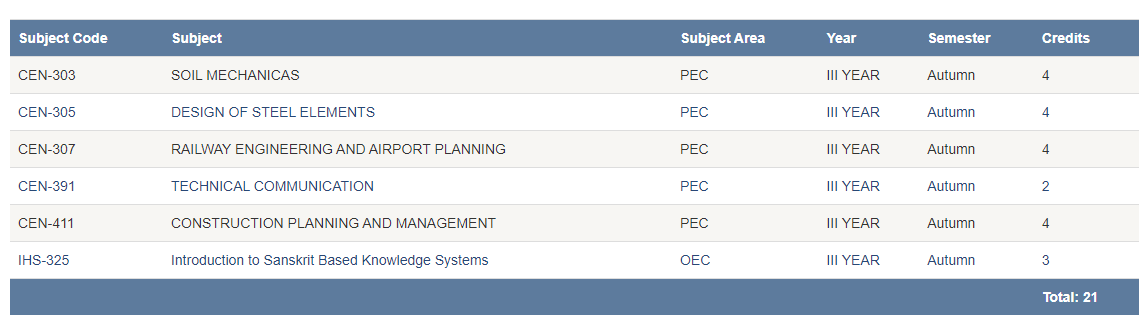 Subject Code Subject Subject Area Year Semester Credits
CEN-303 SOIL MECHANICAS PEC III YEAR Autumn 4
CEN-305 DESIGN OF STEEL ELEMENTS PEC III YEAR Autumn 4
CEN-307 RAILWAY ENGINEERING AND AIRPORT PLANNING PEC III YEAR Autumn 4
CEN-391 TECHNICAL COMMUNICATION PEC III YEAR Autumn 2
CEN-411 CONSTRUCTION PLANNING AND MANAGEMENT PEC III YEAR Autumn 4
IHS-325 Introduction to Sanskrit Based Knowledge Systems OEC III YEAR Autumn 3
Total: 21